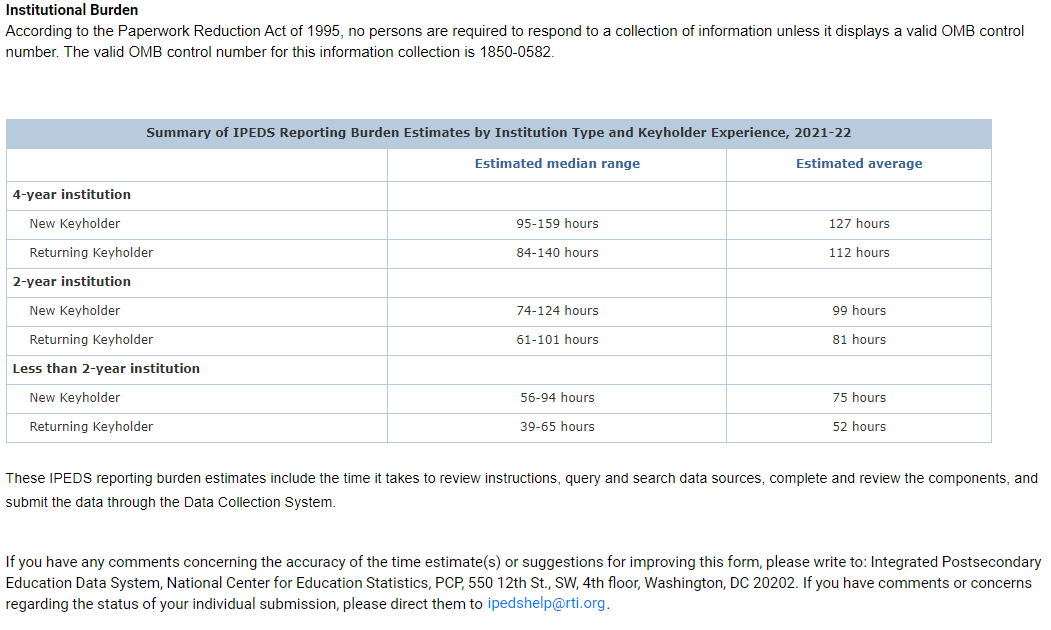 Institutional Burden
According to the Paperwork Reduction Act of 1995, no persons are required to respond to a collection of information unless it displays a valid OMB control
number. The valid OMB control number for this information collection is 1850-0582.
Summary of IPEDS Reporting Burden Estimates by Institution Type and Keyholder Experience, 2021-22
Estimated median range Estimated average
4-year institution
New Keyholder 95-159 hours 127 hours
Returning Keyholder 84-140 hours 112 hours
2-year institution
New Keyholder 74-124 hours 99 hours
Returning Keyholder 61-101 hours 81 hours
Less than 2-year institution
New Keyholder 56-94 hours 75 hours
Returning Keyholder 39-65 hours 52 hours
These IPEDS reporting burden estimates include the time it takes to review instructions, query and search data sources, complete and review the components, and
submit the data through the Data Collection System.
If you have any comments concerning the accuracy of the time estimate(s) or suggestions for improving this form, please write to: Integrated Postsecondary
Education Data System, National Center for Education Statistics, PCP, 550 12th St., SW, 4th floor, Washington, DC 20202. If you have comments or concerns
regarding the status of your individual submission, please direct them to ipedshelp@rti.org.